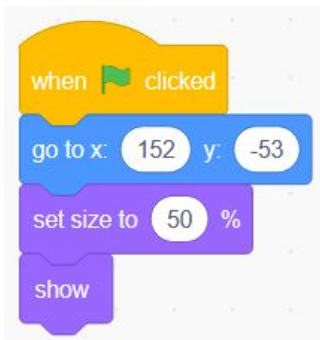 when clicked
go to x: 152 y: -53
set size to 50 %
show